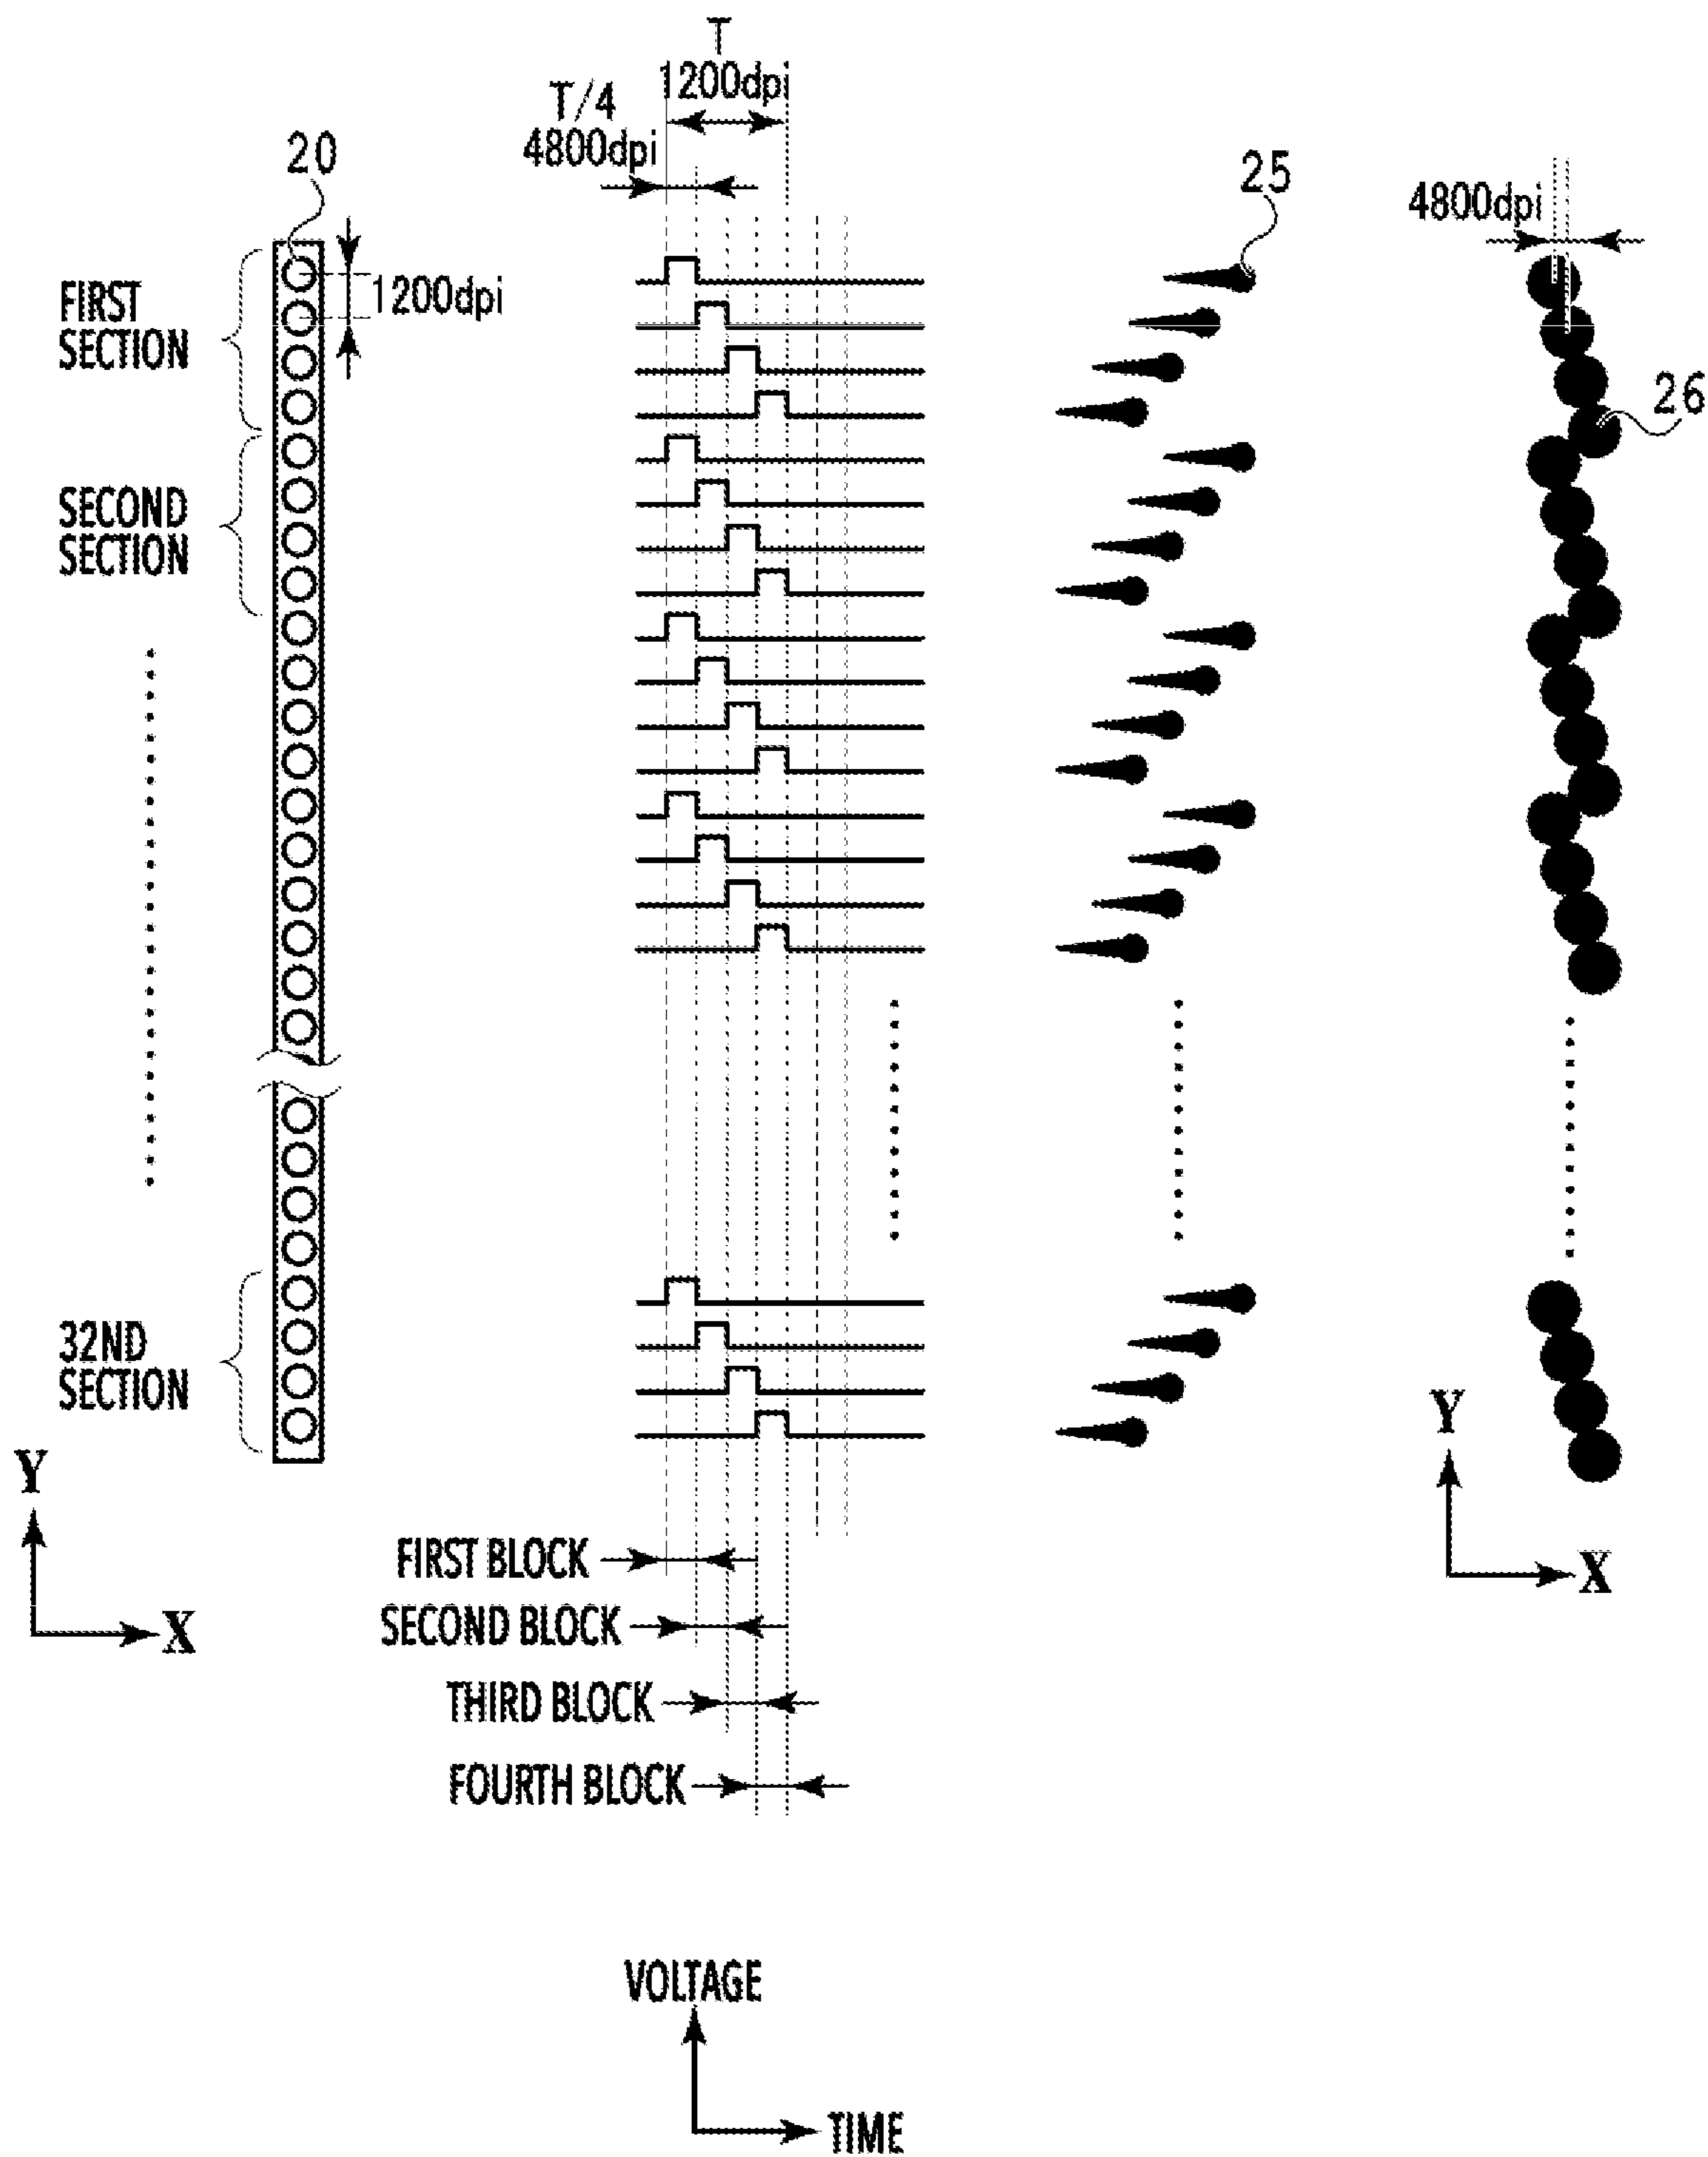 T
1200dpi
T/4
4800dpi
20
25
4800dpi
1200dpi
FIRST
SECTION
26
SECOND
SECTION
32ND
SECTION
Y
X
Y
X
FIRST BLOCK
SECOND BLOCK
THIRD BLOCK
FOURTH BLOCK
VOLTAGE
TIME